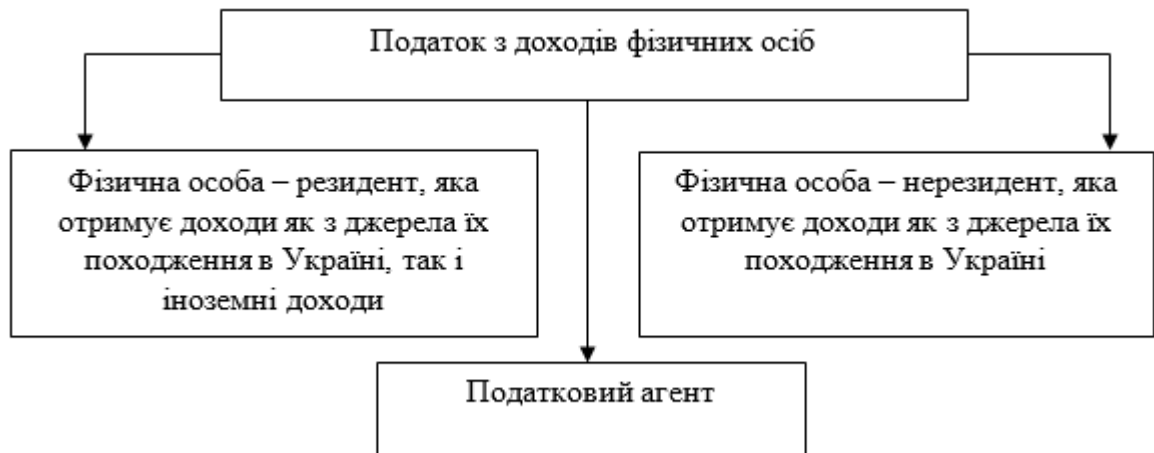 Податок з доходів фізичних осіб
Фізична особа – резидент, яка
отримує доходи як з джерела їх
походження в Україні, так і
іноземні доходи
Фізична особа – нерезидент, яка
отримує доходи як з джерела їх
походження в Україні
Податковий агент